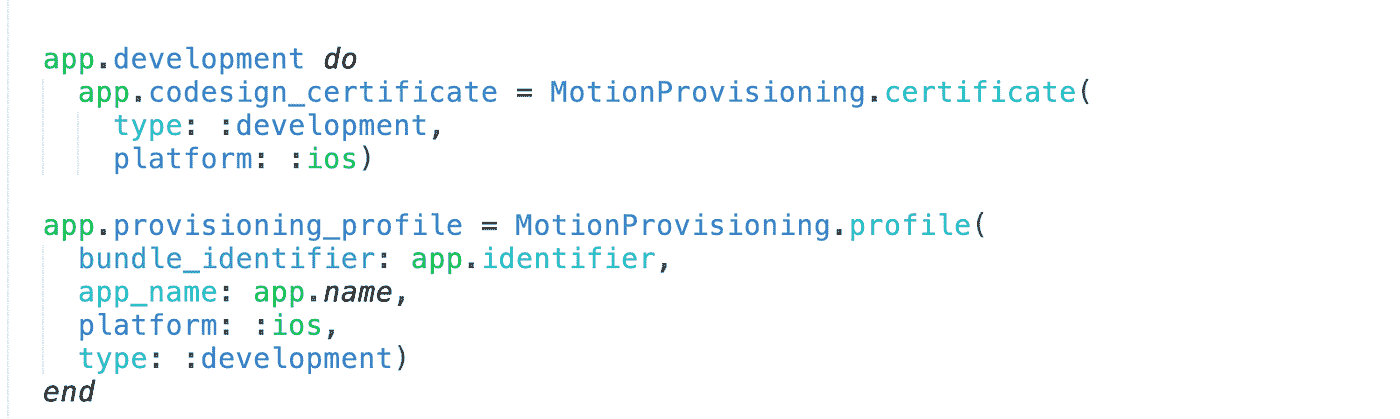 app.development do
  app.codesign_certificate = MotionProvisioning.certificate(
    type: :development,
    platform: :ios)
app.provisioning_profile = MotionProvisioning.profile(
  bundle_identifier: app.identifier,
  app_name: app.name,
  platform: :ios,
  type: :development)
end